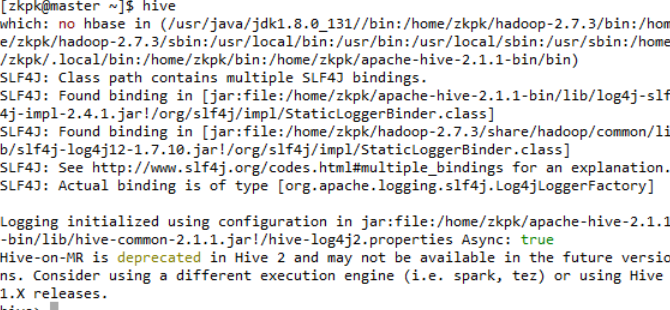 [zkpk@master ~]$ hive
which: no hbase in (/usr/java/jdk1.8.0_131//bin:/home/zkpk/hadoop-2.7.3/bin:/hom
e/zkpk/hadoop-2.7.3/sbin:/usr/local/bin:/usr/bin:/usr/local/sbin:/usr/sbin:/home
/zkpk/.local/bin:/home/zkpk/bin:/home/zkpk/apache-hive-2.1.1-bin/bin)
SLF4J: Class path contains multiple SLF4J bindings.
SLF4J: Found binding in [jar:file:/home/zkpk/apache-hive-2.1.1-bin/lib/log4j-slf
4j-impl-2.4.1.jar!/org/slf4j/impl/StaticLoggerBinder.class]
SLF4J: Found binding in [jar:file:/home/zkpk/hadoop-2.7.3/share/hadoop/common/li
b/slf4j-log4j12-1.7.10.jar!/org/slf4j/impl/StaticLoggerBinder.class]
SLF4J: See http://www.slf4j.org/codes.html#multiple_bindings for an explanation.
SLF4J: Actual binding is of type [org.apache.logging.slf4j.Log4jLoggerFactory]
Logging initialized using configuration in jar:file:/home/zkpk/apache-hive-2.1.1
-bin/lib/hive-common-2.1.1.jar!/hive-log4j2.properties Async: true
Hive-on-MR is deprecated in Hive 2 and may not be available in the future versio
ns. Consider using a different execution engine (i.e. spark, tez) or using Hive
1.X releases.
hive>